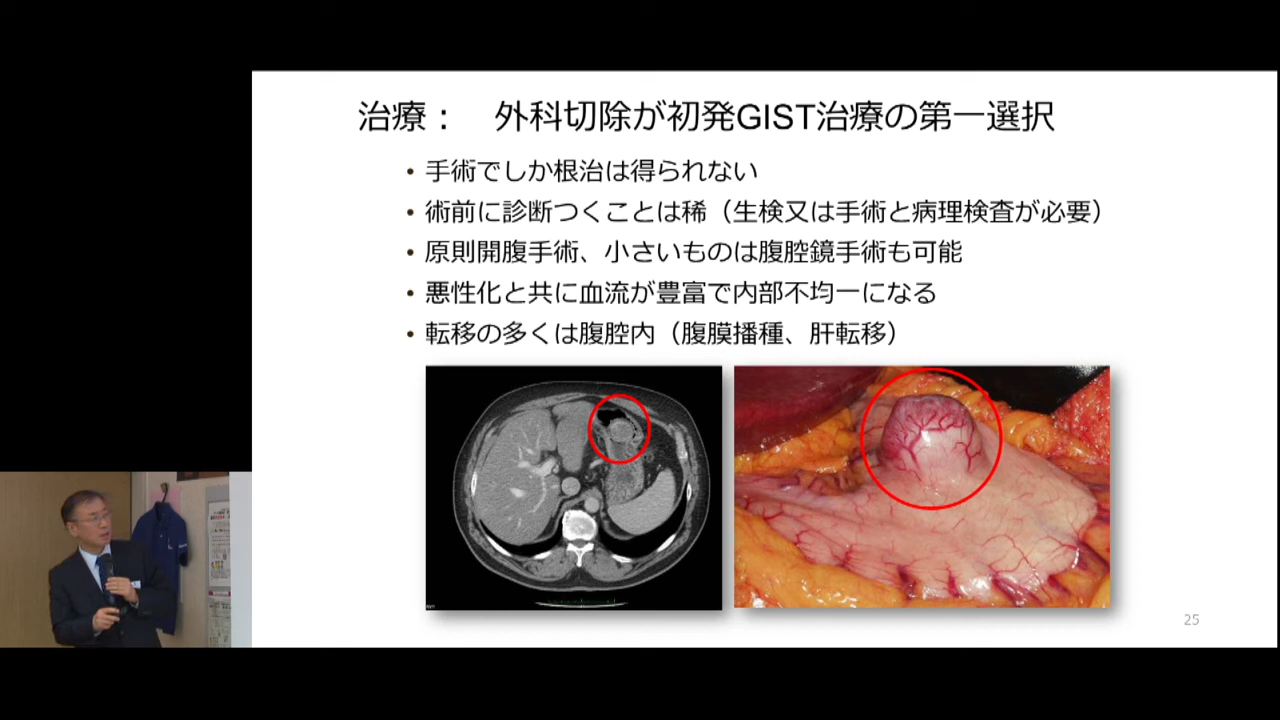 治療： 外科切除が初発GIST治療の第一選択
• 手術でしか根治は得られない
• 術前に診断つくことは稀（生検又は手術と病理検査が必要）
• 原則開腹手術、小さいものは腹腔鏡手術も可能
• 悪性化と共に血流が豊富で内部不均一になる
• 転移の多くは腹腔内（腹膜播種、肝転移）
25